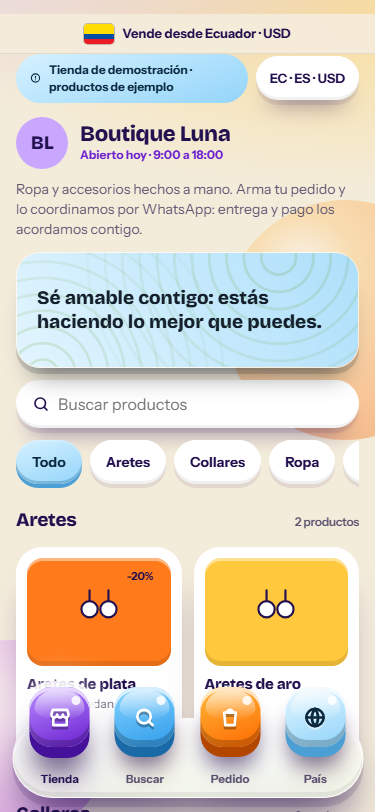 Vende desde Ecuador · USD
Tienda de demostración ·
productos de ejemplo
EC · ES · USD
BL
Boutique Luna
Abierto hoy · 9:00 a 18:00
Ropa y accesorios hechos a mano. Arma tu pedido y
lo coordinamos por WhatsApp: entrega y pago los
acordamos contigo.
Sé amable contigo: estás
haciendo lo mejor que puedes.
Buscar productos
Todo
Aretes
Collares
Ropa
Aretes
2 productos
-20%
Aretes de plata
Aretes de aro
Tienda
Buscar
Pedido
País